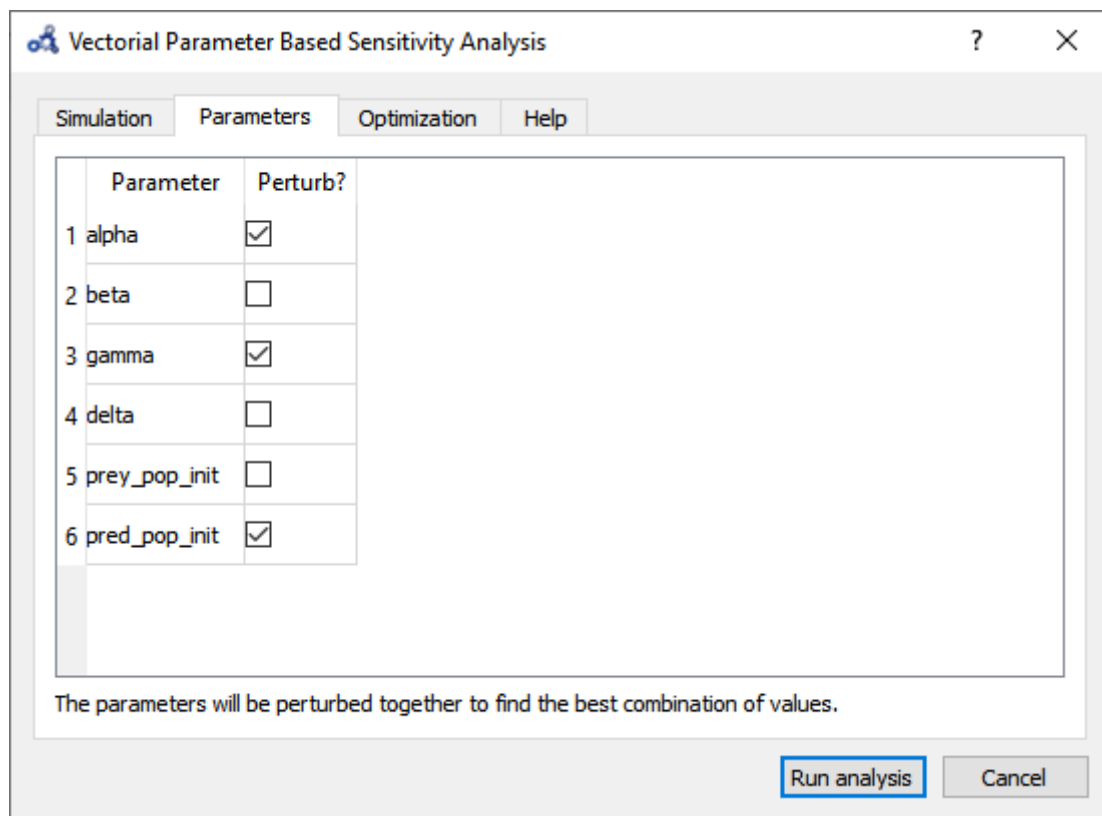 Vectorial Parameter Based Sensitivity Analysis ?
Simulation Parameters Optimization Help
Parameter Perturb?
1 alpha
2 beta
3 gamma
4 delta
5 prey_pop_init
6 pred_pop_init
The parameters will be perturbed together to find the best combination of values.
Run analysis Cancel